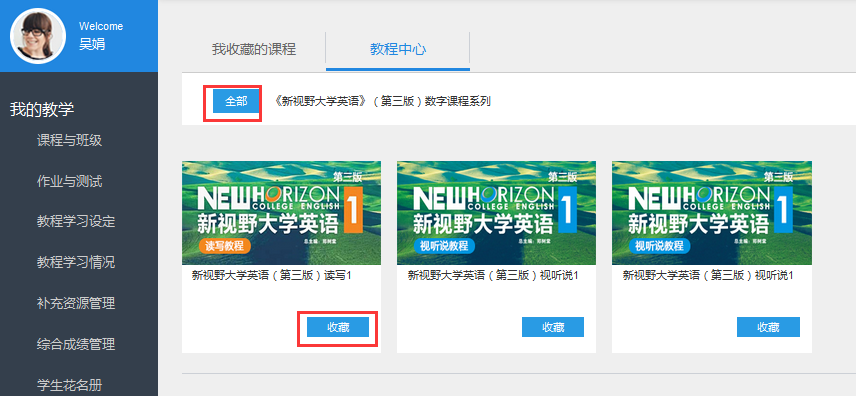 Welcome
吴娟
我的教学
课程与班级
作业与测试
教程学习设定
教程学习情况
补充资源管理
综合成绩管理
学生花名册
我收藏的课程
教程中心
全部
《新视野大学英语》（第三版）数字课程系列
第三版
NEW HORIZON
COLLEGE ENGLISH
新视野大学英语
1
读写教程
总主编：郑树棠
新视野大学英语（第三版）读写1
收藏
第三版
NEW HORIZON
COLLEGE ENGLISH
新视野大学英语
1
视听说教程
总主编：郑树棠
新视野大学英语（第三版）视听说1
收藏
第三版
NEW HORIZON
COLLEGE ENGLISH
新视野大学英语
1
视听说教程
总主编：郑树棠
新视野大学英语（第三版）视听说1
收藏